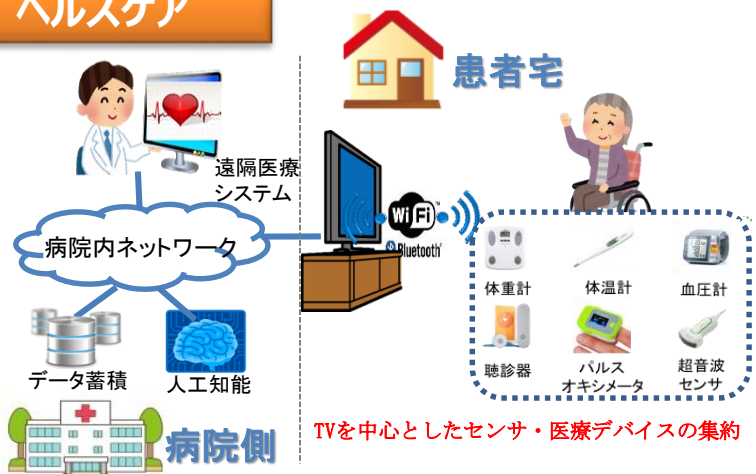 ヘルスケア
患者宅
遠隔医療
システム
Wi Fi
Bluetooth
病院内ネットワーク
体重計
体温計
血圧計
聴診器
パルス
オキシメータ
超音波
センサ
データ蓄積
人工知能
病院側
TVを中心としたセンサ・医療デバイスの集約